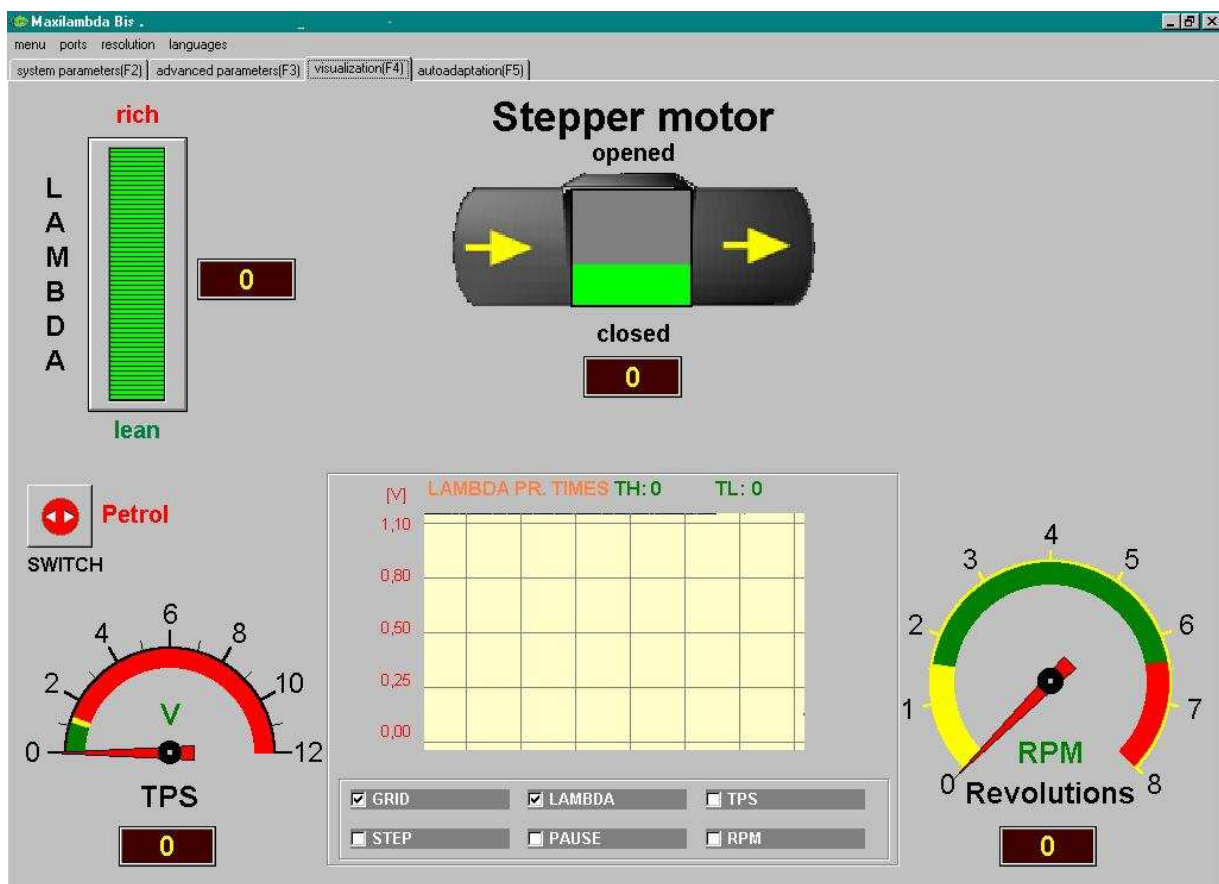 Maxilambda Bis .
menu ports resolution languages
system parameters(F2) advanced parameters(F3) visualization(F4) autoadaptation(F5)
rich
LAMBDA
0
lean
Stepper motor
opened
closed
0
Petrol
SWITCH
[V] LAMBDA PR. TIMES TH: 0 TL: 0
1,10
0,80
0,50
0,25
0,00
0 2 4 6 8 10 12
V
TPS
0
GRID LAMBDA TPS
STEP PAUSE RPM
0 1 2 3 4 5 6 7 8
RPM
Revolutions
0